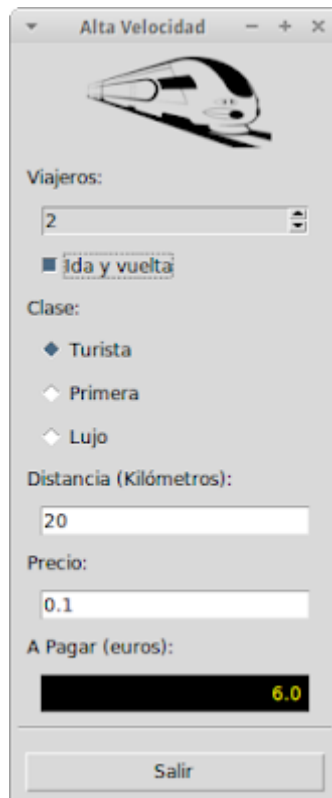 Alta Velocidad
Viajeros:
2
Ida y vuelta
Clase:
Turista
Primera
Lujo
Distancia (Kilómetros):
20
Precio:
0.1
A Pagar (euros):
6.0
Salir